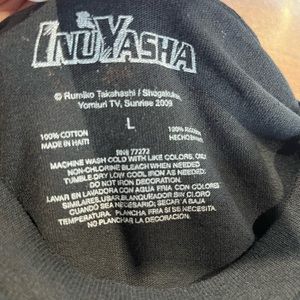 INUYASHA
© Rumiko Takahashi / Shogakukan,
Yomiuri TV, Sunrise 2009
L
100% COTTON
MADE IN HAITI
100% ALGODON
HECHO EN
RN# 77272
MACHINE WASH COLD WITH LIKE COLORS, ONLY
NON-CHLORINE BLEACH WHEN NEEDED.
TUMBLE DRY LOW COOL IRON AS NEEDED.
DO NOT IRON DECORATION.
LAVAR EN LAVADORA CON AGUA FRIA CON COLORES
SIMILARES, USAR BLANQUEADOR SIN CLORO
CUANDO SEA NECESARIO; SECAR A BAJA
TEMPERATURA, PLANCHA FRIA SI SE NECESITA.
NO PLANCHAR LA DECORACION.